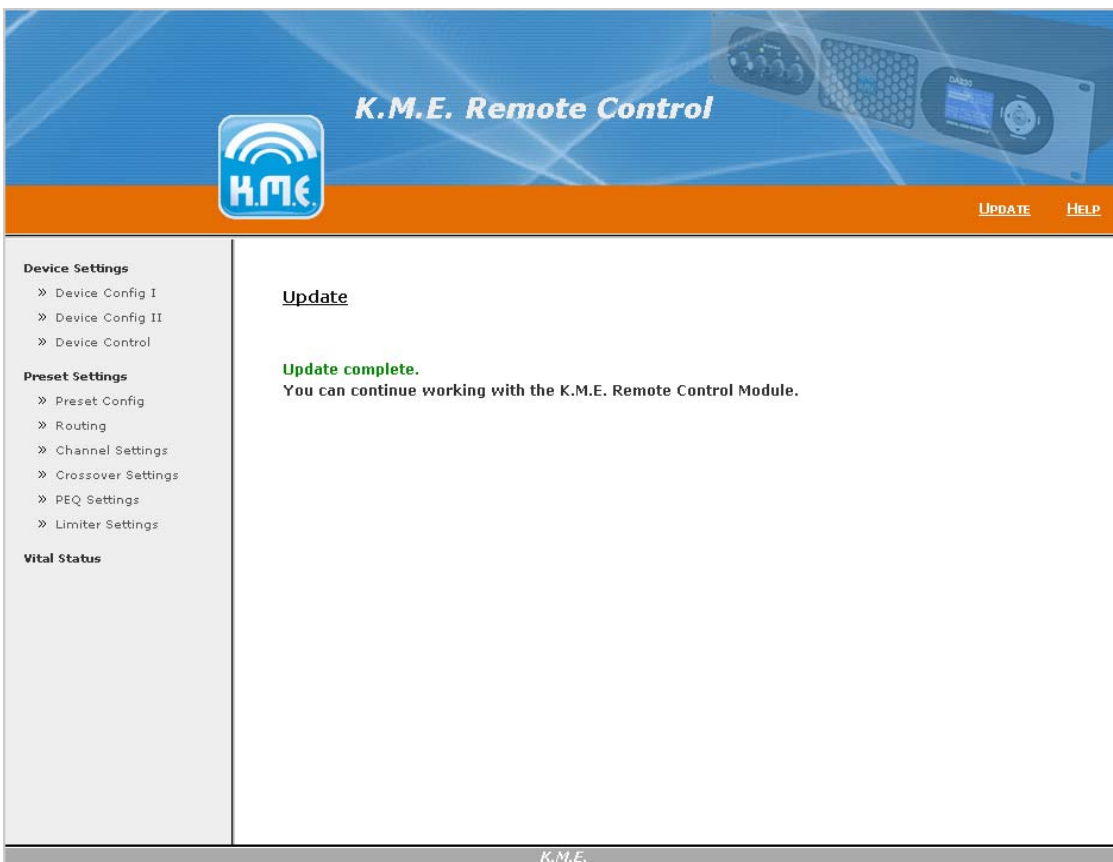 K.M.E. Remote Control
K.M.E.
UPDATE HELP
Device Settings
» Device Config I
» Device Config II
» Device Control
Preset Settings
» Preset Config
» Routing
» Channel Settings
» Crossover Settings
» PEQ Settings
» Limiter Settings
Vital Status
Update
Update complete.
You can continue working with the K.M.E. Remote Control Module.
K.M.E.